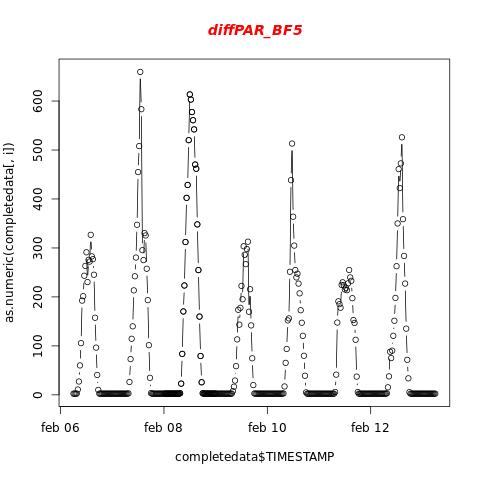 diffPAR_BF5
as.numeric(completedata[, i])
600
500
400
300
200
100
0
feb 06
feb 08
feb 10
feb 12
completedata$TIMESTAMP